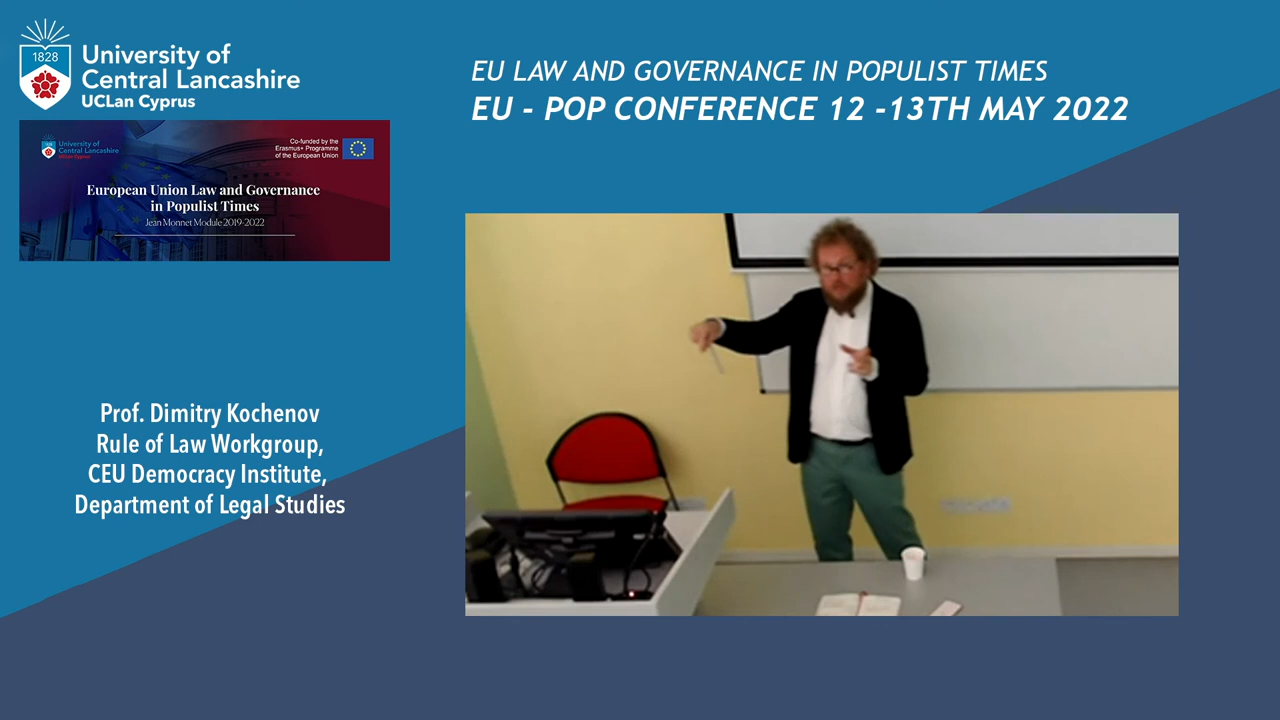 1828
University of
Central Lancashire
UCLan Cyprus
EU LAW AND GOVERNANCE IN POPULIST TIMES
EU - POP CONFERENCE 12 -13TH MAY 2022
University of
Central Lancashire
UCLan Cyprus
Co-funded by the
Erasmus+ Programme
of the European Union
European Union Law and Governance
in Populist Times
Jean Monnet Module 2019-2022
Prof. Dimitry Kochenov
Rule of Law Workgroup,
CEU Democracy Institute,
Department of Legal Studies